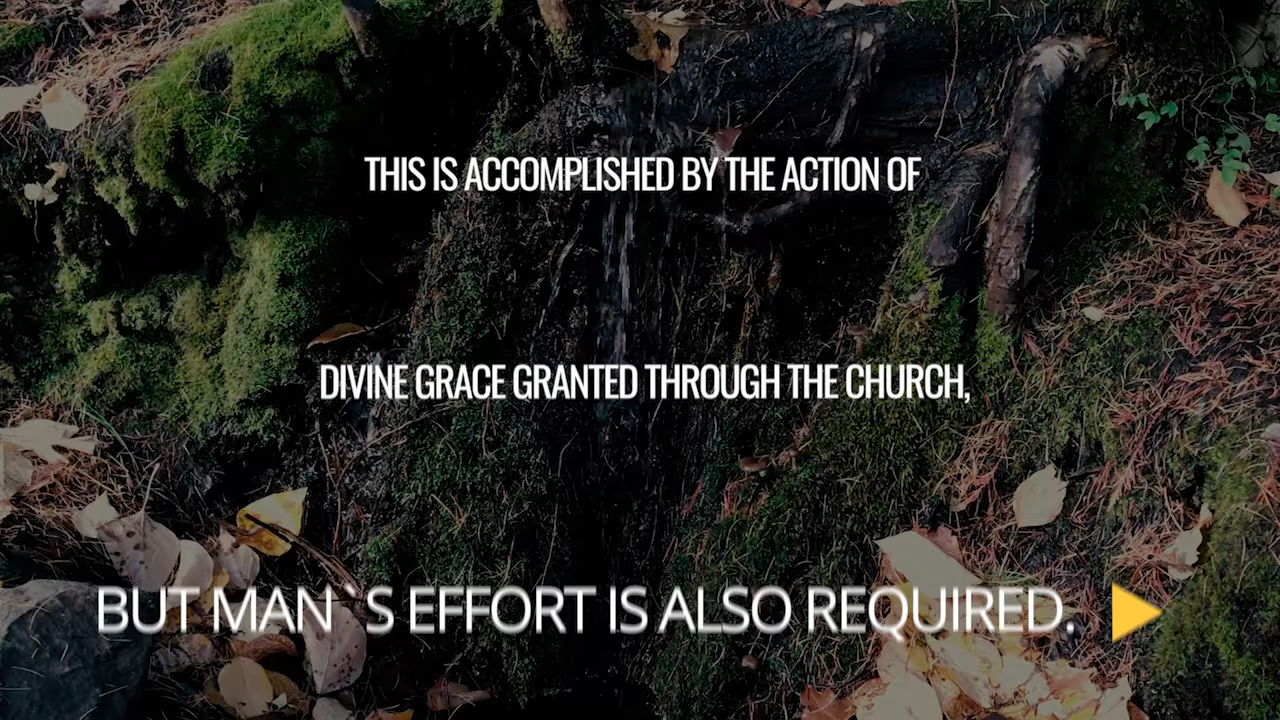 THIS IS ACCOMPLISHED BY THE ACTION OF
DIVINE GRACE GRANTED THROUGH THE CHURCH,
BUT MAN`S EFFORT IS ALSO REQUIRED.